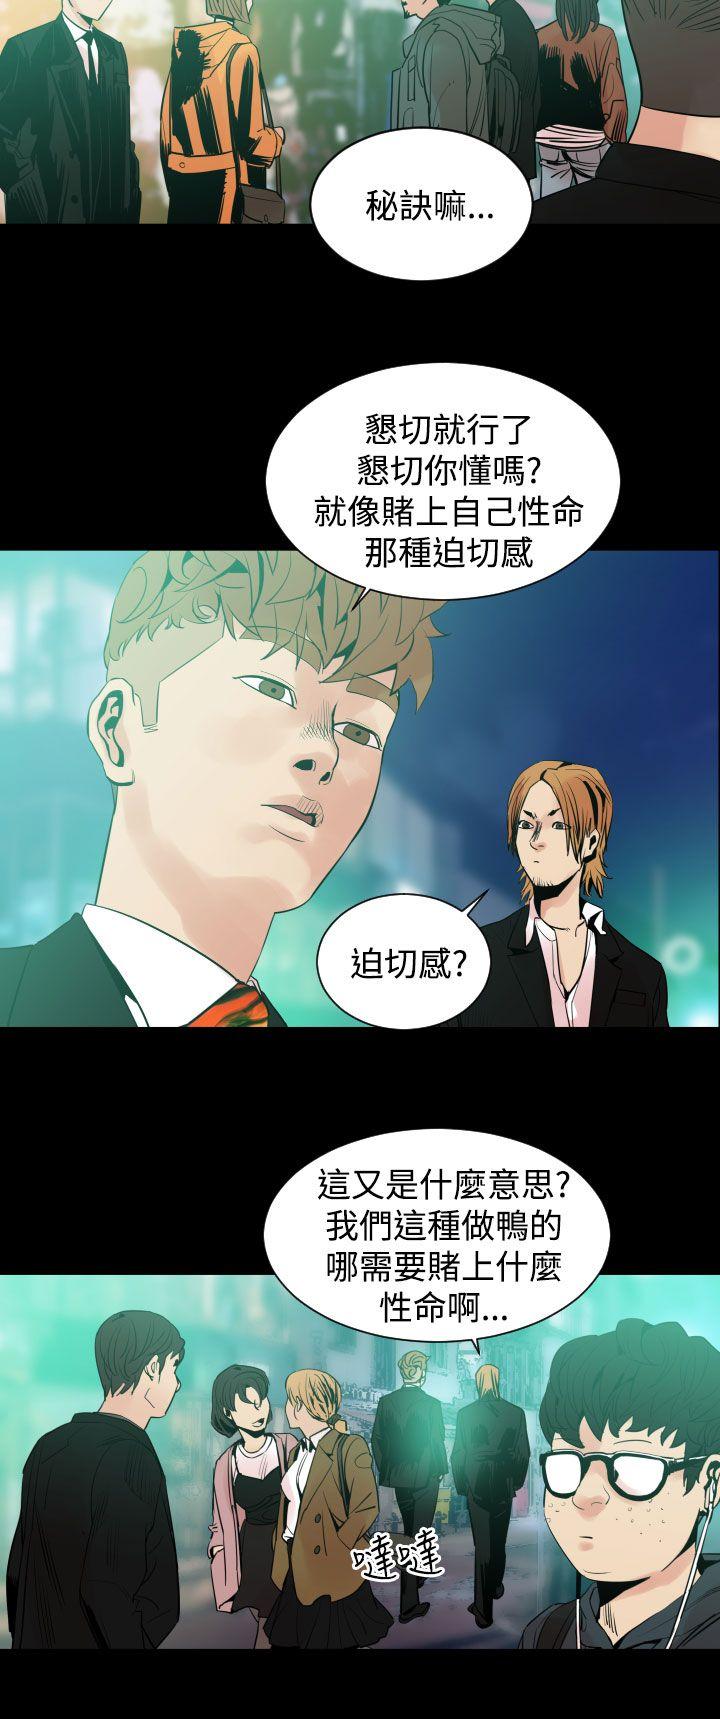 秘訣嘛...
懇切就行了
懇切你懂嗎?
就像賭上自己性命
那種迫切感
迫切感?
這又是什麼意思?
我們這種做鴨的
哪需要賭上什麼
性命啊...
噠噠